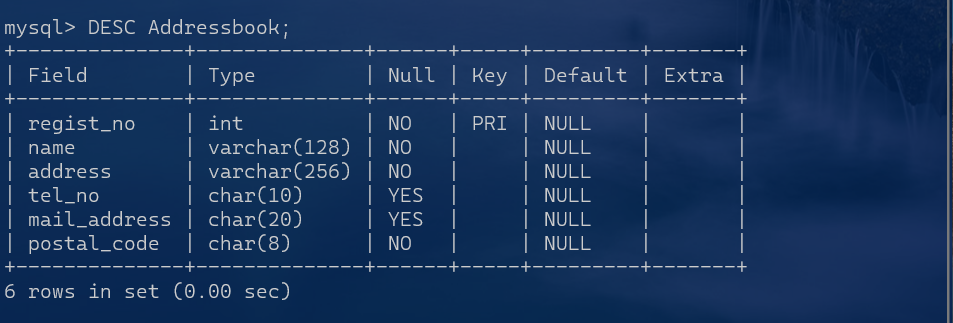 mysql> DESC Addressbook;
+--------------+--------------+------+-----+---------+-------+
| Field        | Type         | Null | Key | Default | Extra |
+--------------+--------------+------+-----+---------+-------+
| regist_no    | int          | NO   | PRI | NULL    |       |
| name         | varchar(128) | NO   |     | NULL    |       |
| address      | varchar(256) | NO   |     | NULL    |       |
| tel_no       | char(10)     | YES  |     | NULL    |       |
| mail_address | char(20)     | YES  |     | NULL    |       |
| postal_code  | char(8)      | NO   |     | NULL    |       |
+--------------+--------------+------+-----+---------+-------+
6 rows in set (0.00 sec)